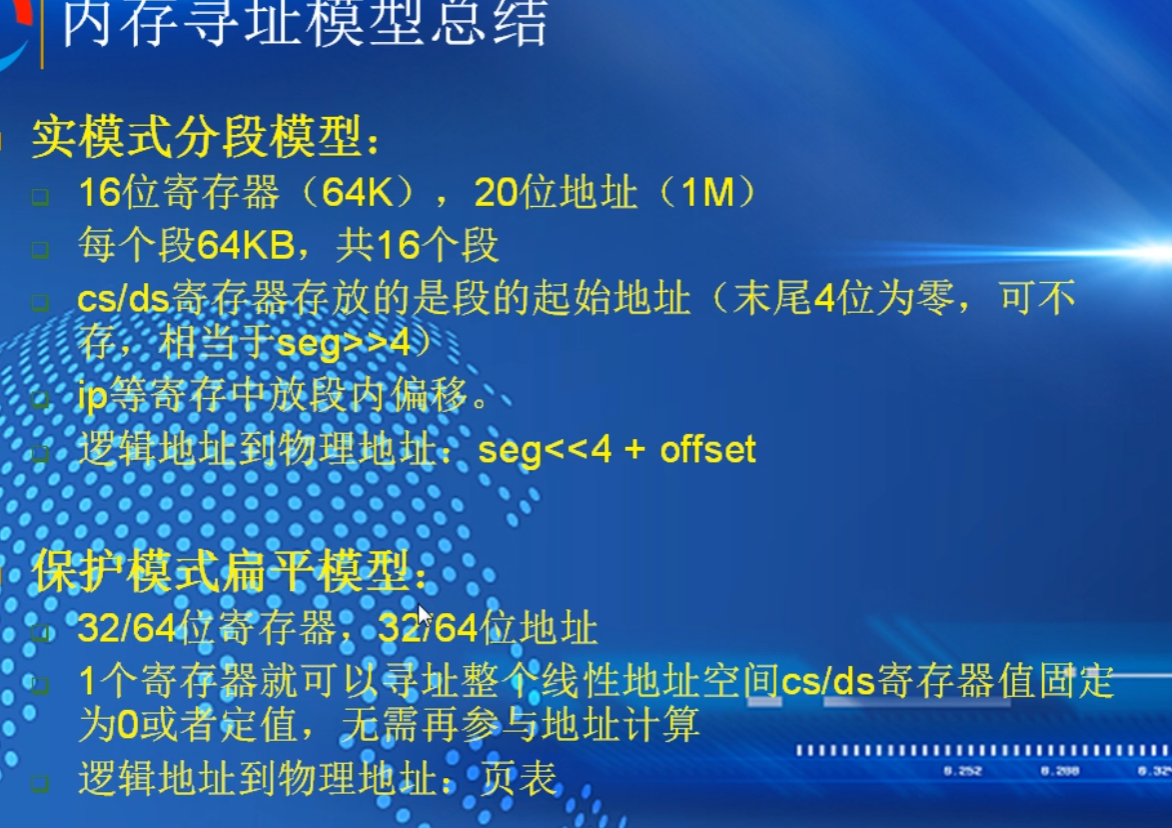 内存寻址模型总结
实模式分段模型：
16位寄存器（64K），20位地址（1M）
每个段64KB，共16个段
cs/ds寄存器存放的是段的起始地址（末尾4位为零，可不
存，相当于seg>>4）
ip等寄存中放段内偏移。
逻辑地址到物理地址：seg<<4 + offset
保护模式扁平模型：
32/64位寄存器，32/64位地址
1个寄存器就可以寻址整个线性地址空间cs/ds寄存器值固定
为0或者定值，无需再参与地址计算
逻辑地址到物理地址：页表
0.252 0.288